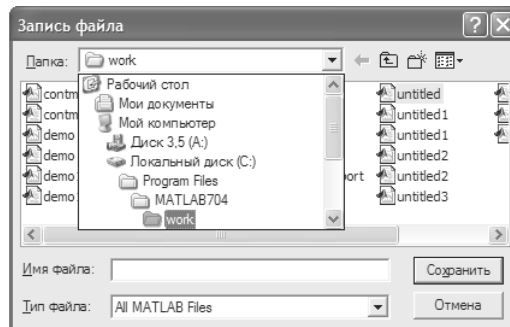 Запись файла
Папка: work
Рабочий стол
Мои документы
Мой компьютер
Диск 3,5 (A:)
Локальный диск (C:)
Program Files
MATLAB704
work
contm
contm
demo
demo
demo
demo
ort
untitled
untitled1
untitled1
untitled2
untitled2
untitled3
Имя файла:
Сохранить
Тип файла: All MATLAB Files
Отмена